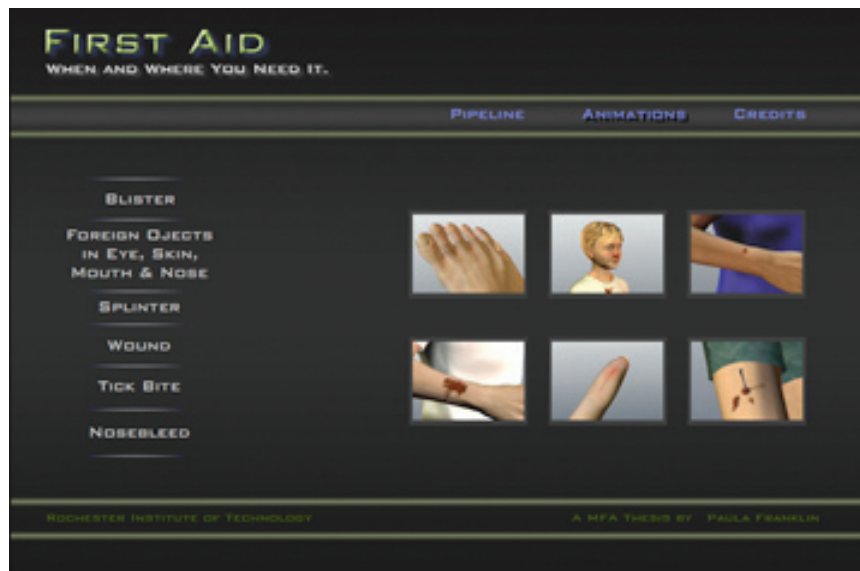 First Aid
When and Where You Need It.
Pipeline Animations Credits
Blister
Foreign Ojects
in Eye, Skin,
Mouth & Nose
Splinter
Wound
Tick Bite
Nosebleed
Rochester Institute of Technology A MFA Thesis by Paula Franklin